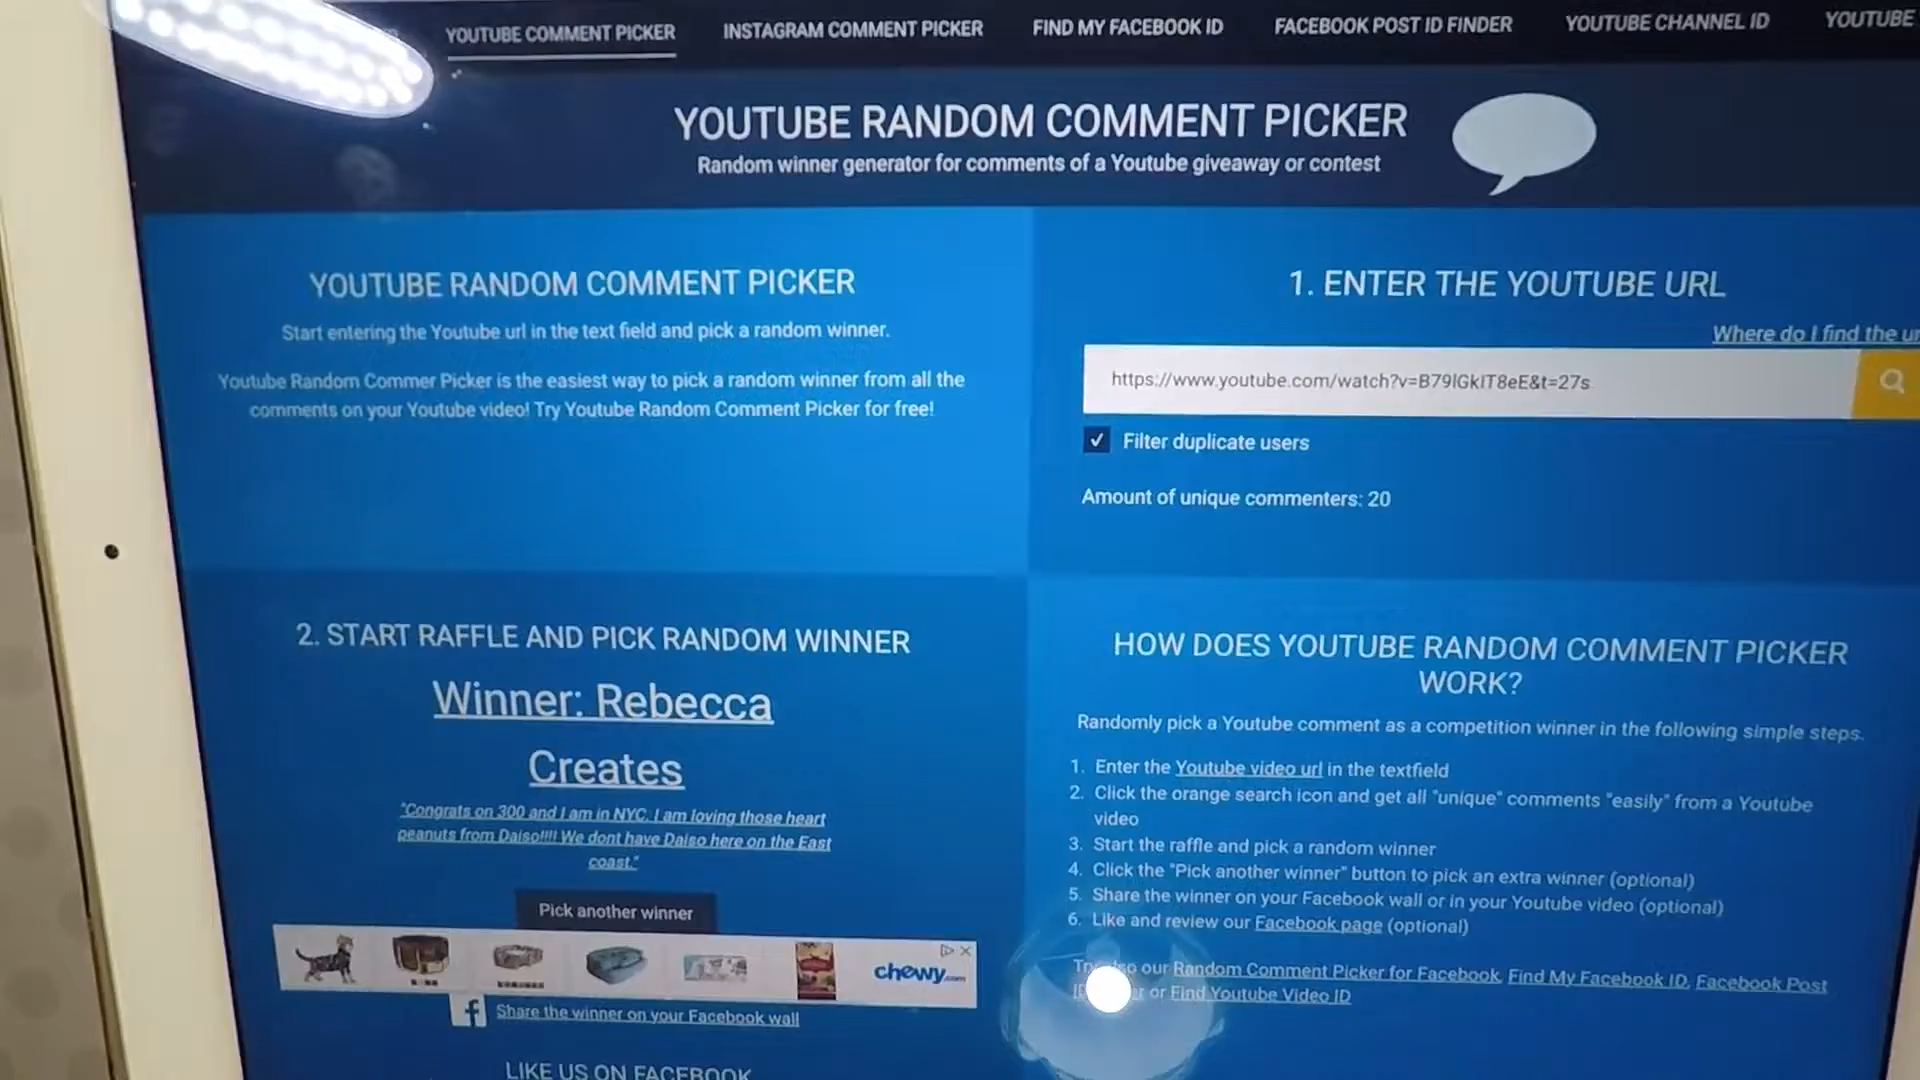 YOUTUBE COMMENT PICKER INSTAGRAM COMMENT PICKER FIND MY FACEBOOK ID FACEBOOK POST ID FINDER YOUTUBE CHANNEL ID YOUTUBE
YOUTUBE RANDOM COMMENT PICKER
Random winner generator for comments of a Youtube giveaway or contest
YOUTUBE RANDOM COMMENT PICKER
Start entering the Youtube url in the text field and pick a random winner.
Youtube Random Commer Picker is the easiest way to pick a random winner from all the
comments on your Youtube video! Try Youtube Random Comment Picker for free!
1. ENTER THE YOUTUBE URL
Where do I find the
https://www.youtube.com/watch?v=B79lGkIT8eE&t=27s
Filter duplicate users
Amount of unique commenters: 20
2. START RAFFLE AND PICK RANDOM WINNER
Winner: Rebecca
Creates
"Congrats on 300 and I am in NYC. I am loving those heart
peanuts from Daiso!!!! We dont have Daiso here on the East
coast."
Pick another winner
chewy.com
Share the winner on your Facebook wall
LIKE US ON FACEBOOK
HOW DOES YOUTUBE RANDOM COMMENT PICKER
WORK?
Randomly pick a Youtube comment as a competition winner in the following simple steps.
1. Enter the Youtube video url in the textfield
2. Click the orange search icon and get all "unique" comments "easily" from a Youtube
video
3. Start the raffle and pick a random winner
4. Click the "Pick another winner" button to pick an extra winner (optional)
5. Share the winner on your Facebook wall or in your Youtube video (optional)
6. Like and review our Facebook page (optional)
our Random Comment Picker for Facebook, Find My Facebook ID, Facebook Post
or Find Youtube Video ID